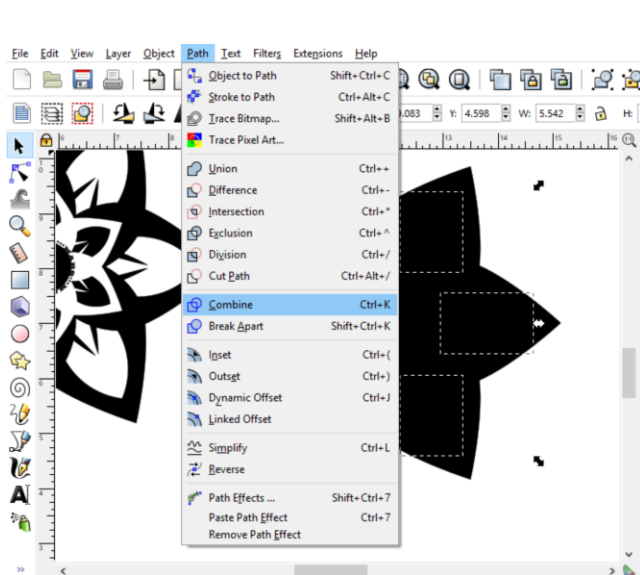 File Edit View Layer Object Path Text Filters Extensions Help
Object to Path Shift+Ctrl+C
Stroke to Path Ctrl+Alt+C
Trace Bitmap... Shift+Alt+B
Trace Pixel Art...
.083 Y: 4.598 W: 5.542 H:
Union Ctrl++
Difference Ctrl+-
Intersection Ctrl+*
Exclusion Ctrl+^
Division Ctrl+/
Cut Path Ctrl+Alt+/
Combine Ctrl+K
Break Apart Shift+Ctrl+K
Inset Ctrl+(
Outset Ctrl+)
Dynamic Offset Ctrl+J
Linked Offset
Simplify Ctrl+L
Reverse
Path Effects ... Shift+Ctrl+7
Paste Path Effect Ctrl+7
Remove Path Effect